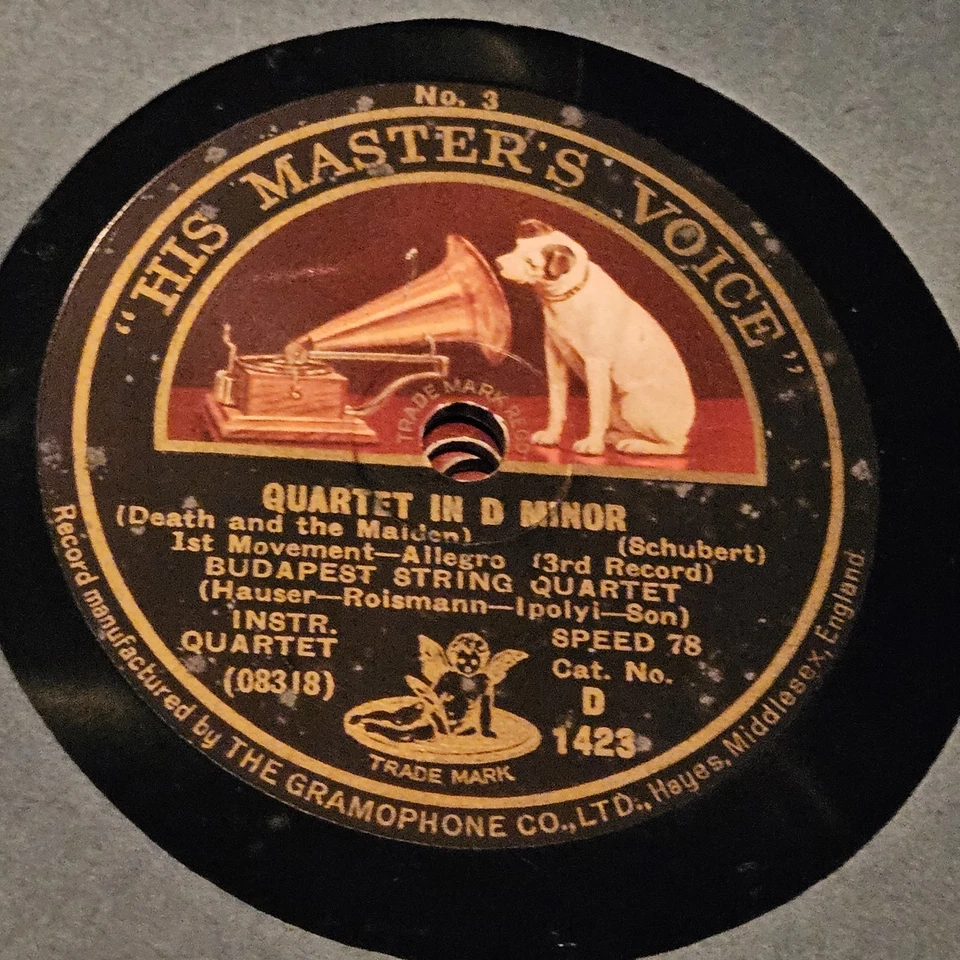 No. 3
“HIS MASTER'S VOICE”
TRADE MARK REGD
QUARTET IN D MINOR
(Death and the Maiden) (Schubert)
1st Movement—Allegro (3rd Record)
BUDAPEST STRING QUARTET
(Hauser—Roismann—Ipolyi—Son)
INSTR. SPEED 78
QUARTET Cat. No.
(08318) D
1423
TRADE MARK
Record manufactured by THE GRAMOPHONE CO., LTD., Hayes, Middlesex, England.